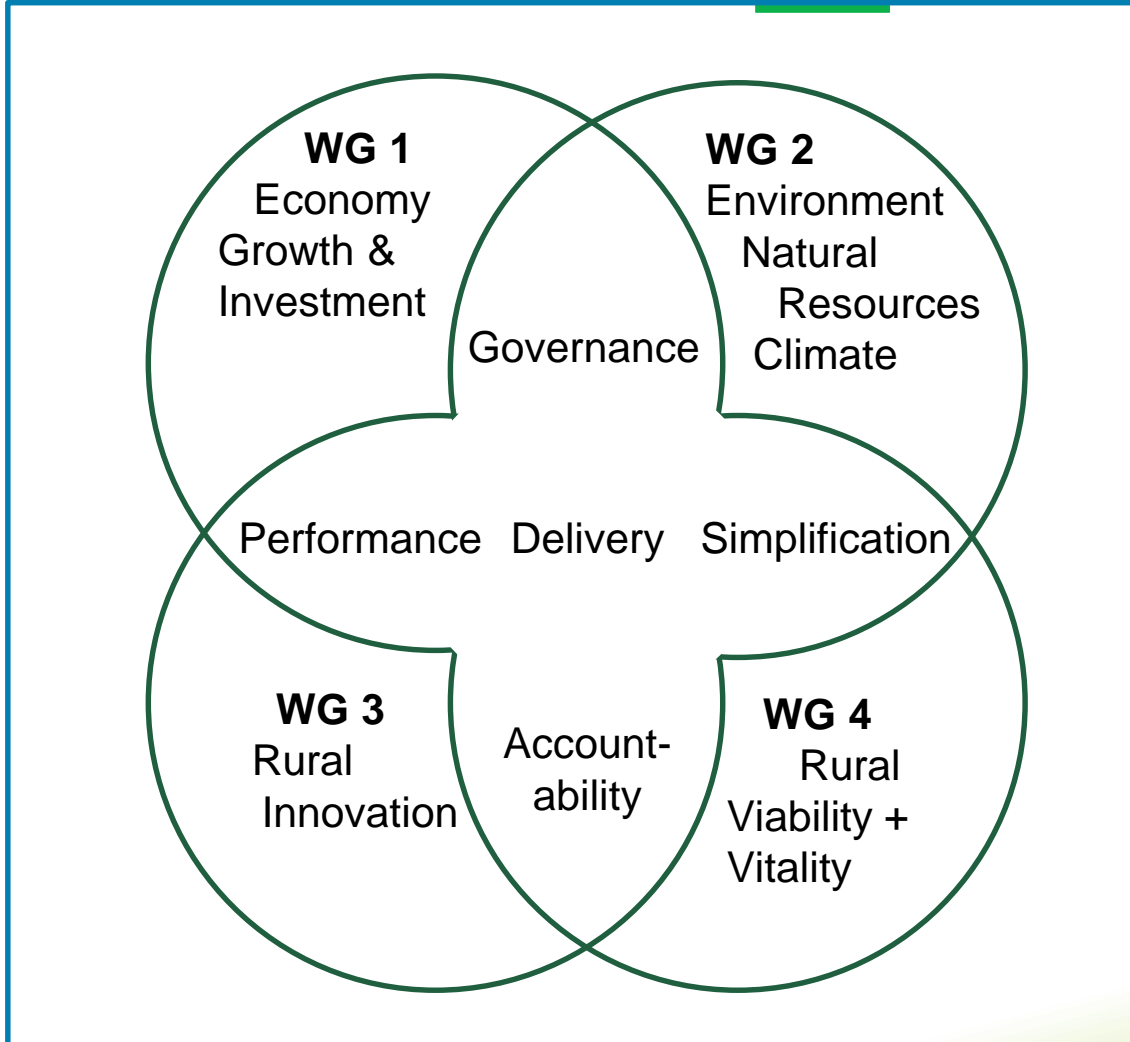 WG 1
Economy
Growth &
Investment
WG 2
Environment
Natural
Resources
Climate
Governance
Performance Delivery Simplification
WG 3
Rural
Innovation
Account-
ability
WG 4
Rural
Viability +
Vitality